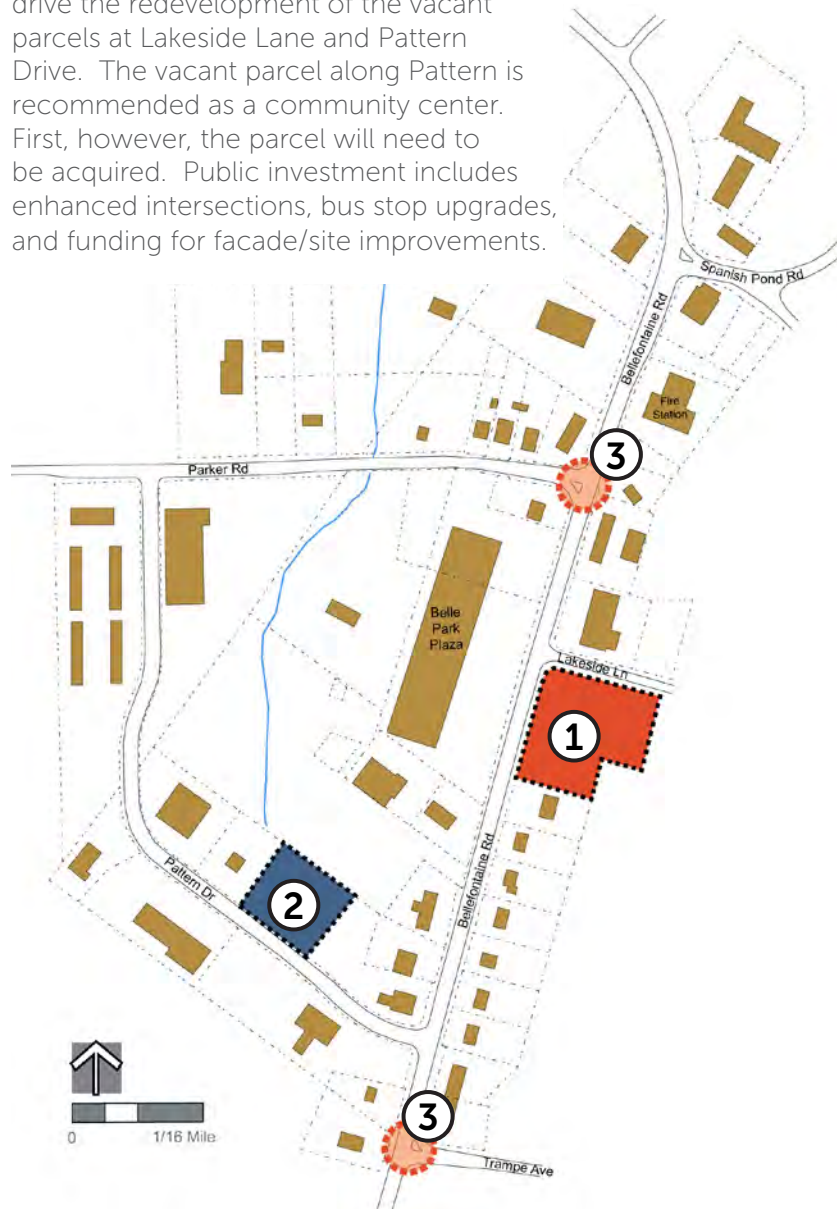 drive the redevelopment of the vacant
parcels at Lakeside Lane and Pattern
Drive.  The vacant parcel along Pattern is
recommended as a community center.
First, however, the parcel will need to
be acquired.  Public investment includes
enhanced intersections, bus stop upgrades,
and funding for facade/site improvements.
Spanish Pond Rd
Bellefontaine Rd
Fire
Station
3
Parker Rd
Belle
Park
Plaza
Lakeside Ln
1
Bellefontaine Rd
Pattern Dr
2
3
0 1/16 Mile
Trampe Ave